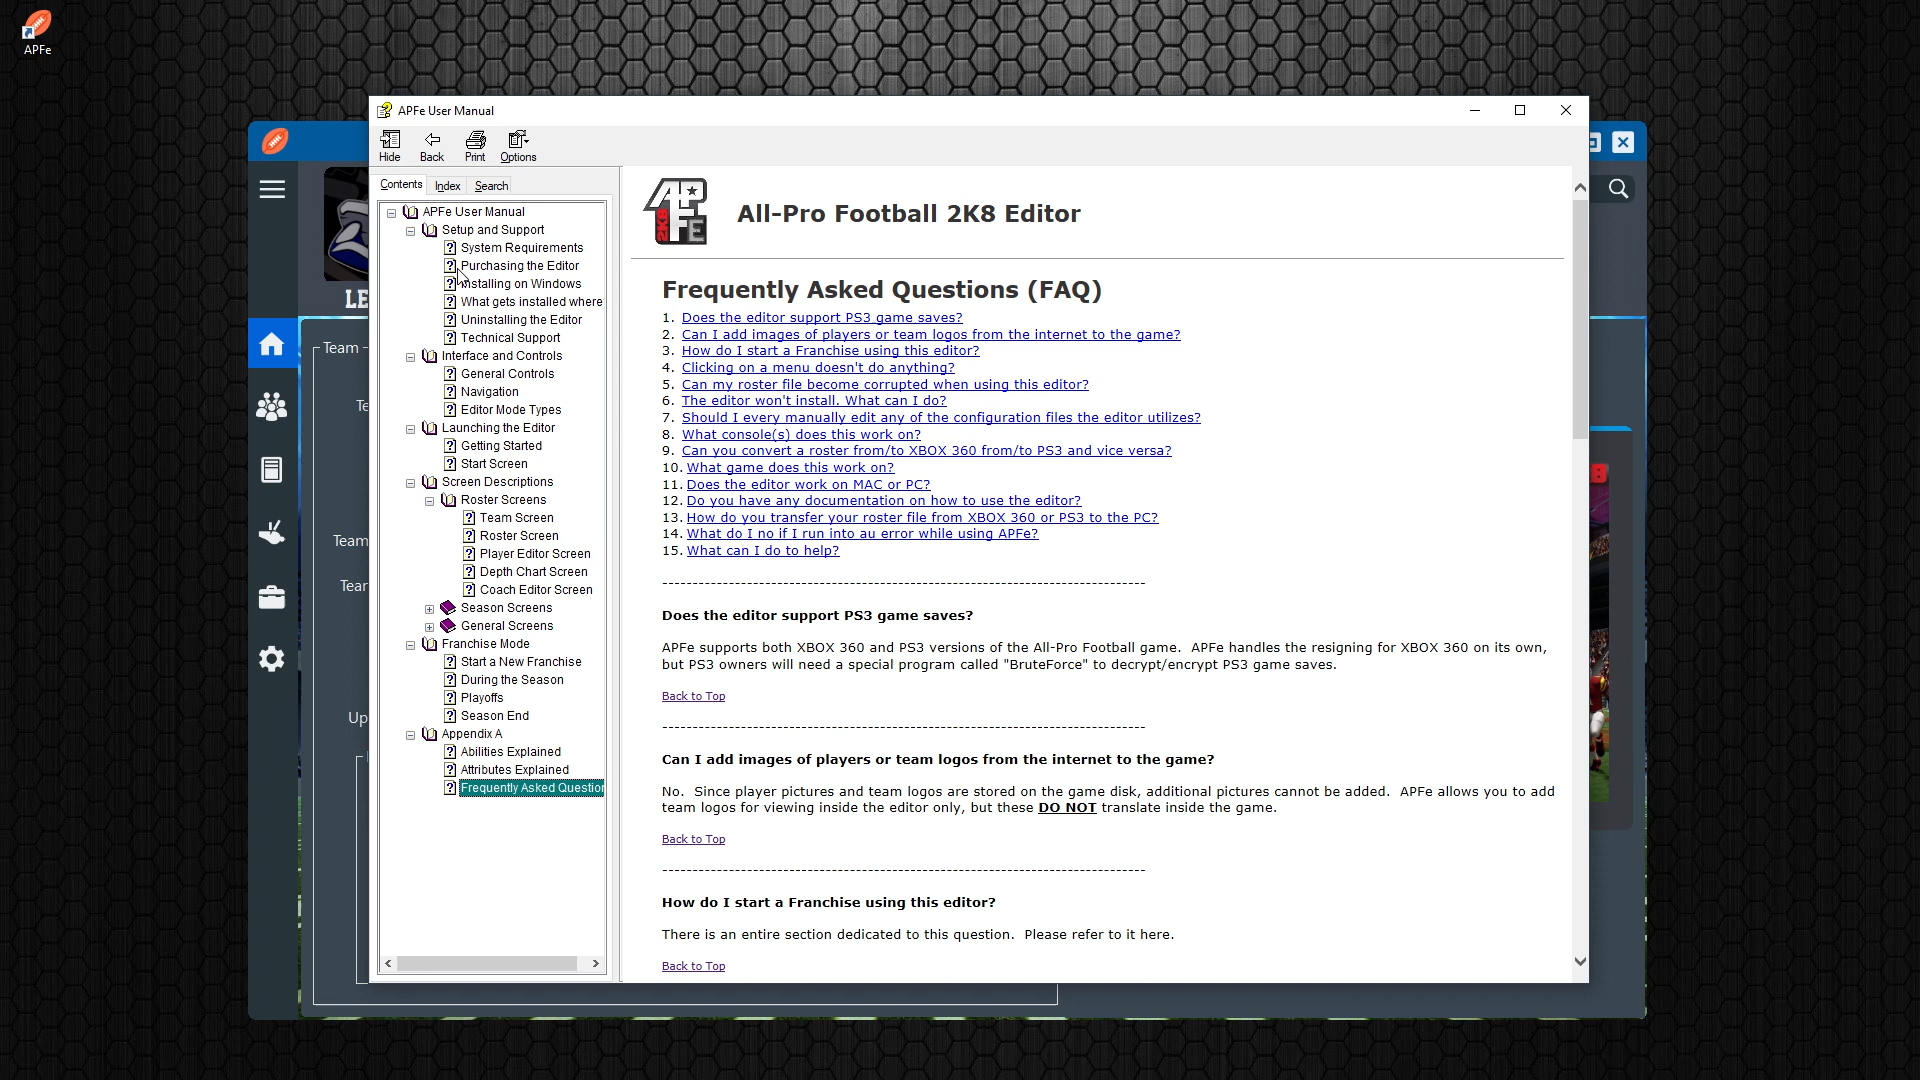 APFe
APFe User Manual
Hide
Back
Print
Options
Contents
Index
Search
APFe User Manual
Setup and Support
System Requirements
Purchasing the Editor
Installing on Windows
What gets installed where
Uninstalling the Editor
Technical Support
Interface and Controls
General Controls
Navigation
Editor Mode Types
Launching the Editor
Getting Started
Start Screen
Screen Descriptions
Roster Screens
Team Screen
Roster Screen
Player Editor Screen
Depth Chart Screen
Coach Editor Screen
Season Screens
General Screens
Franchise Mode
Start a New Franchise
During the Season
Playoffs
Season End
Appendix A
Abilities Explained
Attributes Explained
Frequently Asked Question
LE
Team
Te
Team
Tear
Up
AP
FE
2K8
All-Pro Football 2K8 Editor
Frequently Asked Questions (FAQ)
1. Does the editor support PS3 game saves?
2. Can I add images of players or team logos from the internet to the game?
3. How do I start a Franchise using this editor?
4. Clicking on a menu doesn't do anything?
5. Can my roster file become corrupted when using this editor?
6. The editor won't install. What can I do?
7. Should I every manually edit any of the configuration files the editor utilizes?
8. What console(s) does this work on?
9. Can you convert a roster from/to XBOX 360 from/to PS3 and vice versa?
10. What game does this work on?
11. Does the editor work on MAC or PC?
12. Do you have any documentation on how to use the editor?
13. How do you transfer your roster file from XBOX 360 or PS3 to the PC?
14. What do I no if I run into au error while using APFe?
15. What can I do to help?
--------------------------------------------------------------------------
Does the editor support PS3 game saves?
APFe supports both XBOX 360 and PS3 versions of the All-Pro Football game. APFe handles the resigning for XBOX 360 on its own,
but PS3 owners will need a special program called "BruteForce" to decrypt/encrypt PS3 game saves.
Back to Top
--------------------------------------------------------------------------
Can I add images of players or team logos from the internet to the game?
No. Since player pictures and team logos are stored on the game disk, additional pictures cannot be added. APFe allows you to add
team logos for viewing inside the editor only, but these DO NOT translate inside the game.
Back to Top
--------------------------------------------------------------------------
How do I start a Franchise using this editor?
There is an entire section dedicated to this question. Please refer to it here.
Back to Top
8